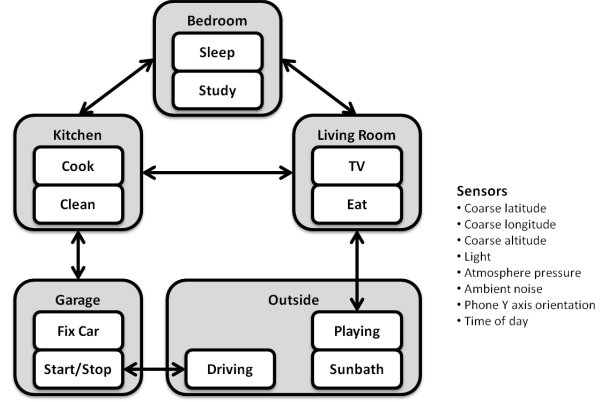 Bedroom
Sleep
Study
Kitchen
Cook
Clean
Living Room
TV
Eat
Garage
Fix Car
Start/Stop
Outside
Driving
Playing
Sunbath
Sensors
• Coarse latitude
• Coarse longitude
• Coarse altitude
• Light
• Atmosphere pressure
• Ambient noise
• Phone Y axis orientation
• Time of day